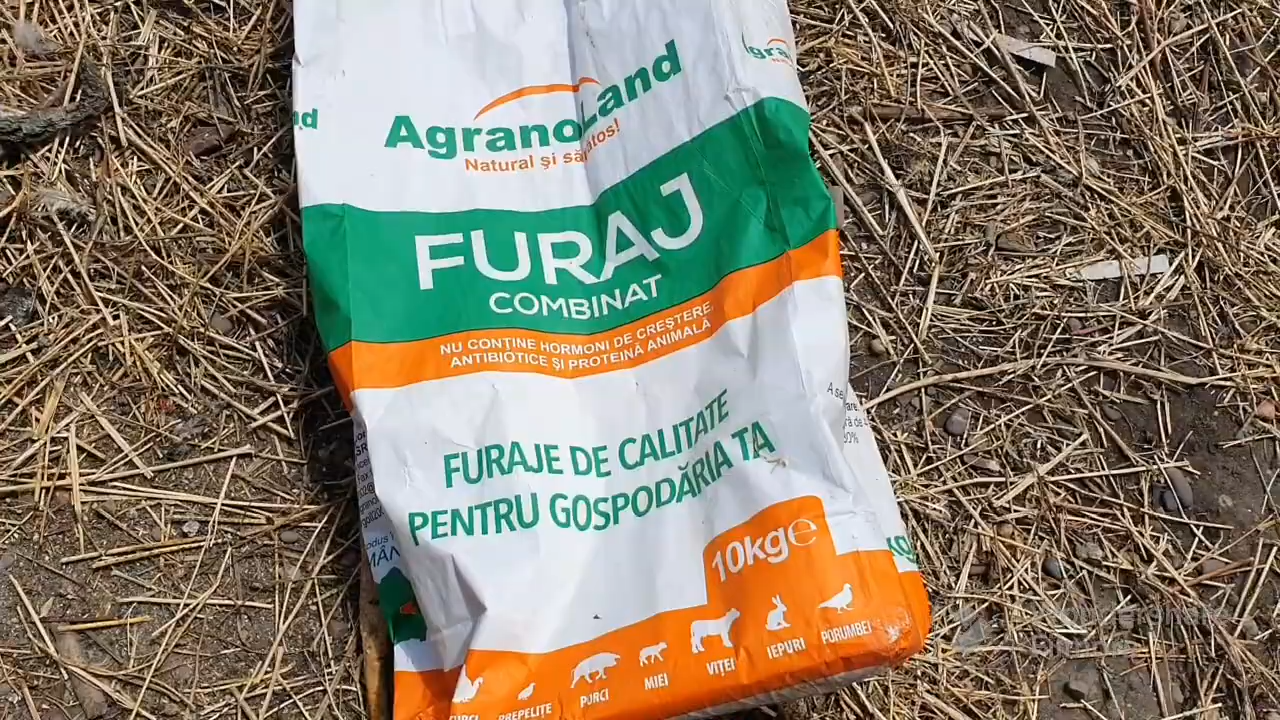 AgranoLand
Natural și sănătos!
FURAJ
COMBINAT
NU CONȚINE HORMONI DE CREȘTERE,
ANTIBIOTICE ȘI PROTEINĂ ANIMALĂ
FURAJE DE CALITATE
PENTRU GOSPODĂRIA TA
10kg℮
PREPELIȚE
PORCI
MIEI
VIȚEI
IEPURI
PORUMBEI